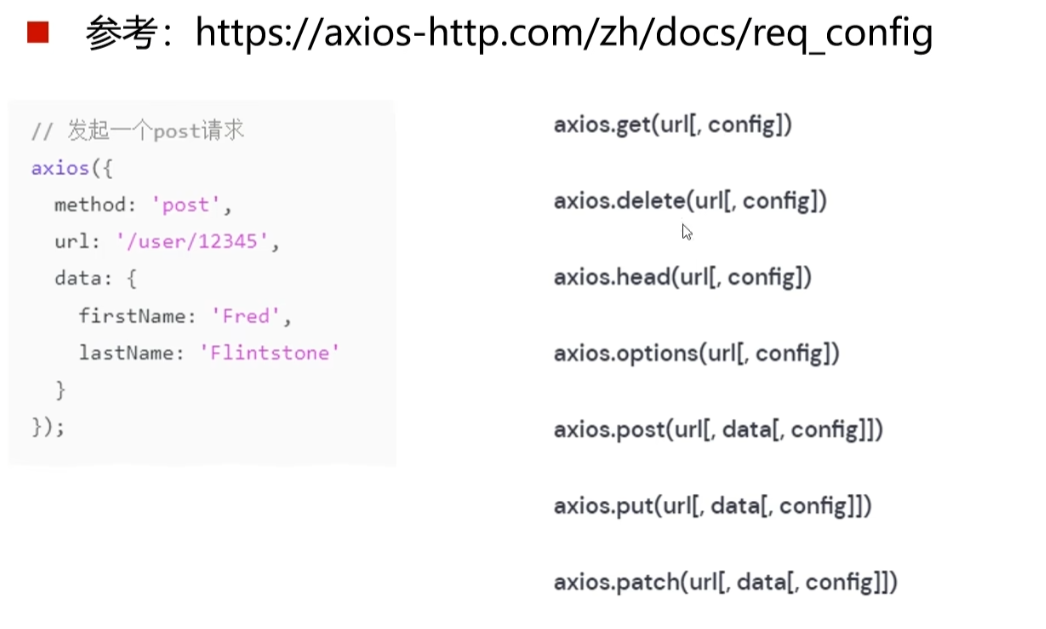 参考：https://axios-http.com/zh/docs/req_config
// 发起一个post请求
axios({
  method: 'post',
  url: '/user/12345',
  data: {
    firstName: 'Fred',
    lastName: 'Flintstone'
  }
});
axios.get(url[, config])
axios.delete(url[, config])
axios.head(url[, config])
axios.options(url[, config])
axios.post(url[, data[, config]])
axios.put(url[, data[, config]])
axios.patch(url[, data[, config]])